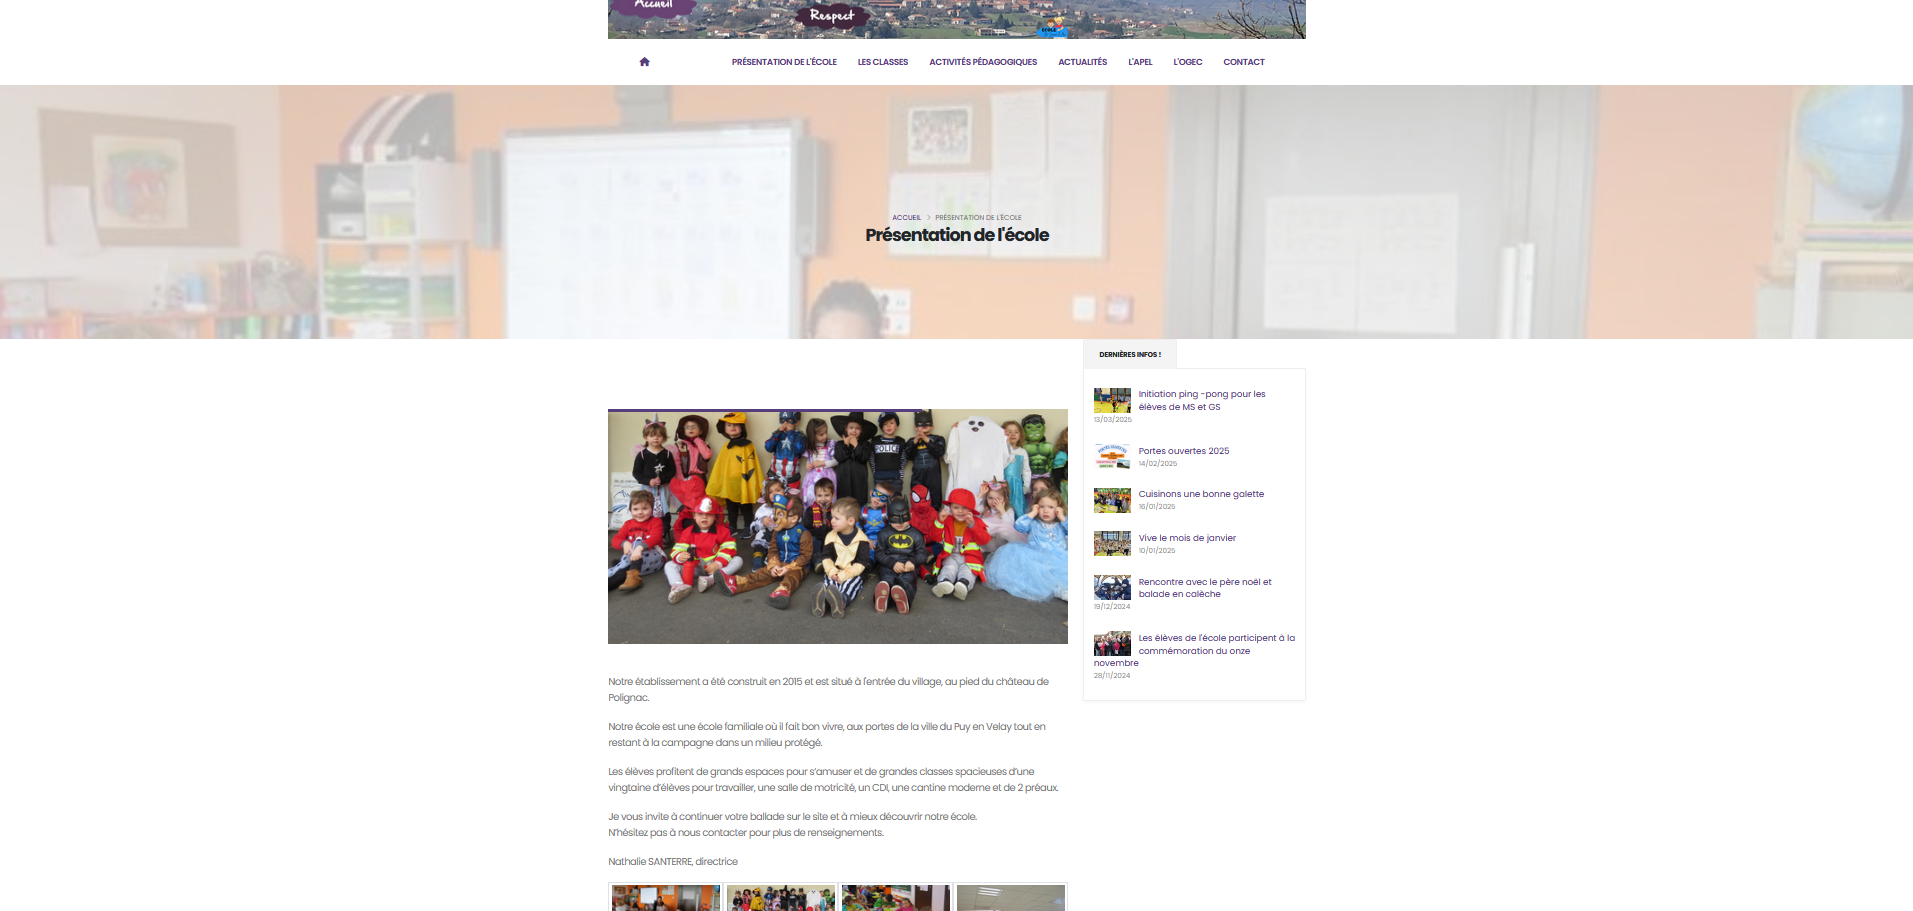 Accueil
Respect
ECOLE
PRÉSENTATION DE L'ÉCOLE
LES CLASSES
ACTIVITÉS PÉDAGOGIQUES
ACTUALITÉS
L'APEL
L'OGEC
CONTACT
ACCUEIL > PRÉSENTATION DE L'ÉCOLE
Présentation de l'école
DERNIÈRES INFOS !
Initiation ping -pong pour les
élèves de MS et GS
13/03/2025
Portes ouvertes 2025
14/02/2025
Cuisinons une bonne galette
16/01/2025
Vive le mois de janvier
10/01/2025
Rencontre avec le père noël et
balade en calèche
19/12/2024
Les élèves de l'école participent à la
commémoration du onze
novembre
28/11/2024
POLICE
Notre établissement a été construit en 2015 et est situé à l'entrée du village, au pied du château de
Polignac.
Notre école est une école familiale où il fait bon vivre, aux portes de la ville du Puy en Velay tout en
restant à la campagne dans un milieu protégé.
Les élèves profitent de grands espaces pour s'amuser et de grandes classes spacieuses d'une
vingtaine d'élèves pour travailler, une salle de motricité, un CDI, une cantine moderne et de 2 préaux.
Je vous invite à continuer votre ballade sur le site et à mieux découvrir notre école.
N'hésitez pas à nous contacter pour plus de renseignements.
Nathalie SANTERRE, directrice